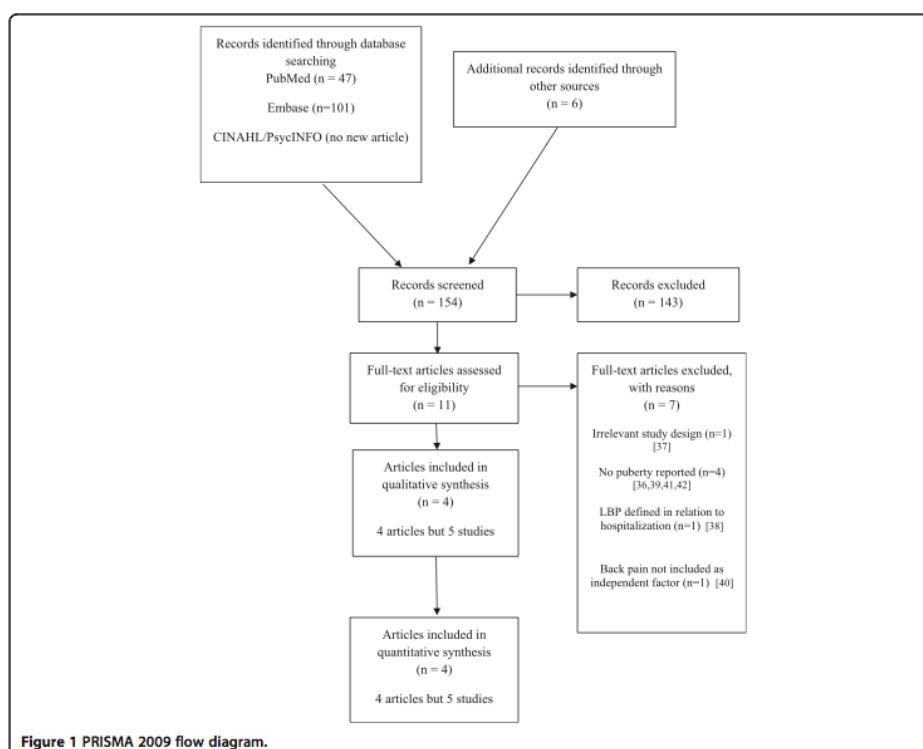 Records identified through database
searching
PubMed (n = 47)
Embase (n=101)
CINAHL/PsycINFO (no new article)
Additional records identified through
other sources
(n = 6)
Records screened
(n = 154)
Records excluded
(n = 143)
Full-text articles assessed
for eligibility
(n = 11)
Full-text articles excluded,
with reasons
(n = 7)
Irrelevant study design (n=1)
[37]
No puberty reported (n=4)
[36,39,41,42]
LBP defined in relation to
hospitalization (n=1) [38]
Back pain not included as
independent factor (n=1) [40]
Articles included in
qualitative synthesis
(n = 4)
4 articles but 5 studies
Articles included in
quantitative synthesis
(n = 4)
4 articles but 5 studies
Figure 1 PRISMA 2009 flow diagram.